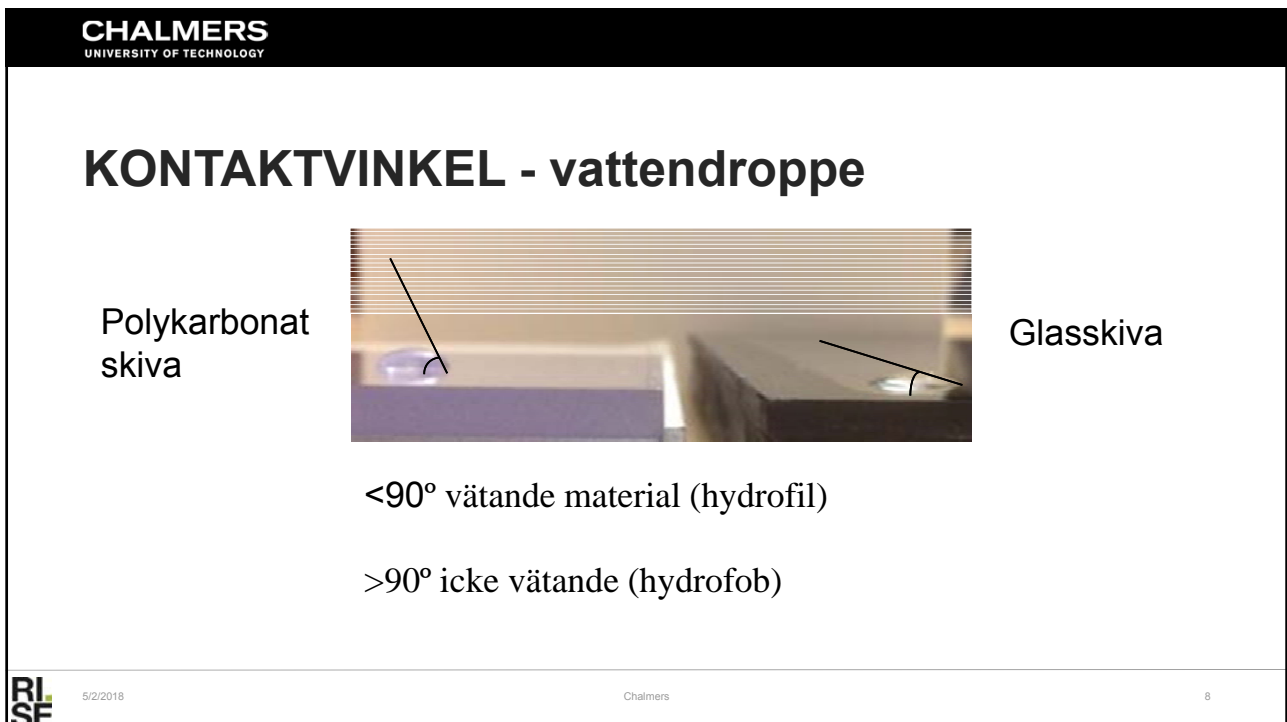 CHALMERS
UNIVERSITY OF TECHNOLOGY
KONTAKTVINKEL - vattendroppe
Polykarbonat
skiva
Glasskiva
<90º vätande material (hydrofil)
>90º icke vätande (hydrofob)
RI.
SE
5/2/2018
Chalmers
8